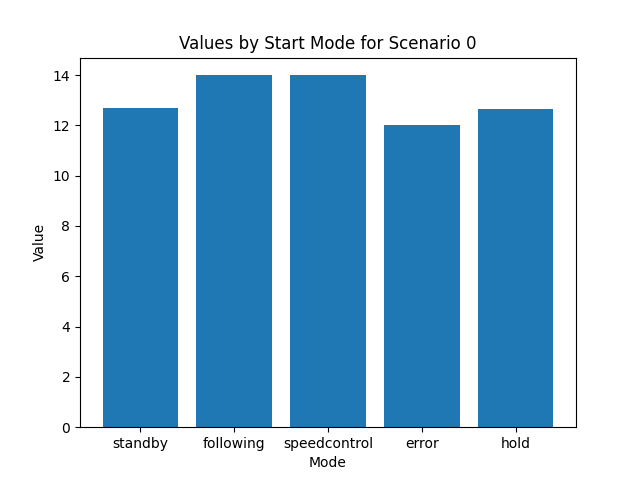 Values by Start Mode for Scenario 0
14
12
10
8
6
4
2
0
Value
standby following speedcontrol error hold
Mode